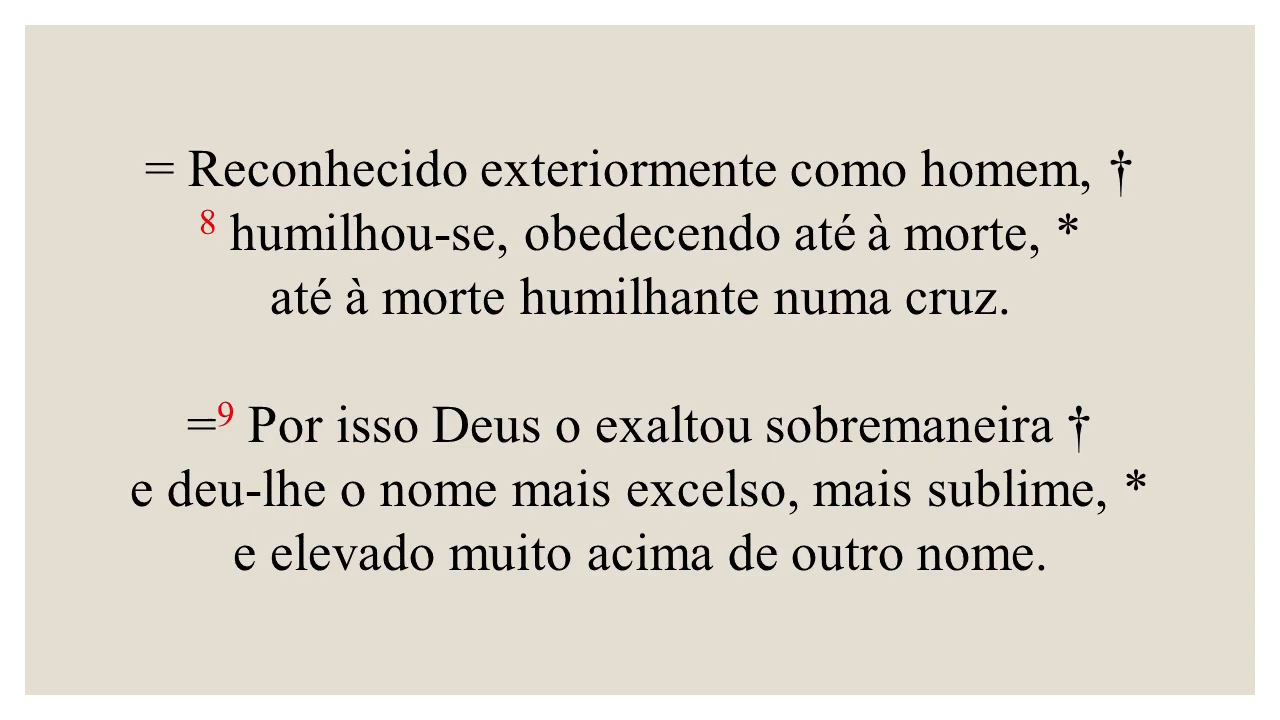 = Reconhecido exteriormente como homem, †
8 humilhou-se, obedecendo até à morte, *
até à morte humilhante numa cruz.
=9 Por isso Deus o exaltou sobremaneira †
e deu-lhe o nome mais excelso, mais sublime, *
e elevado muito acima de outro nome.